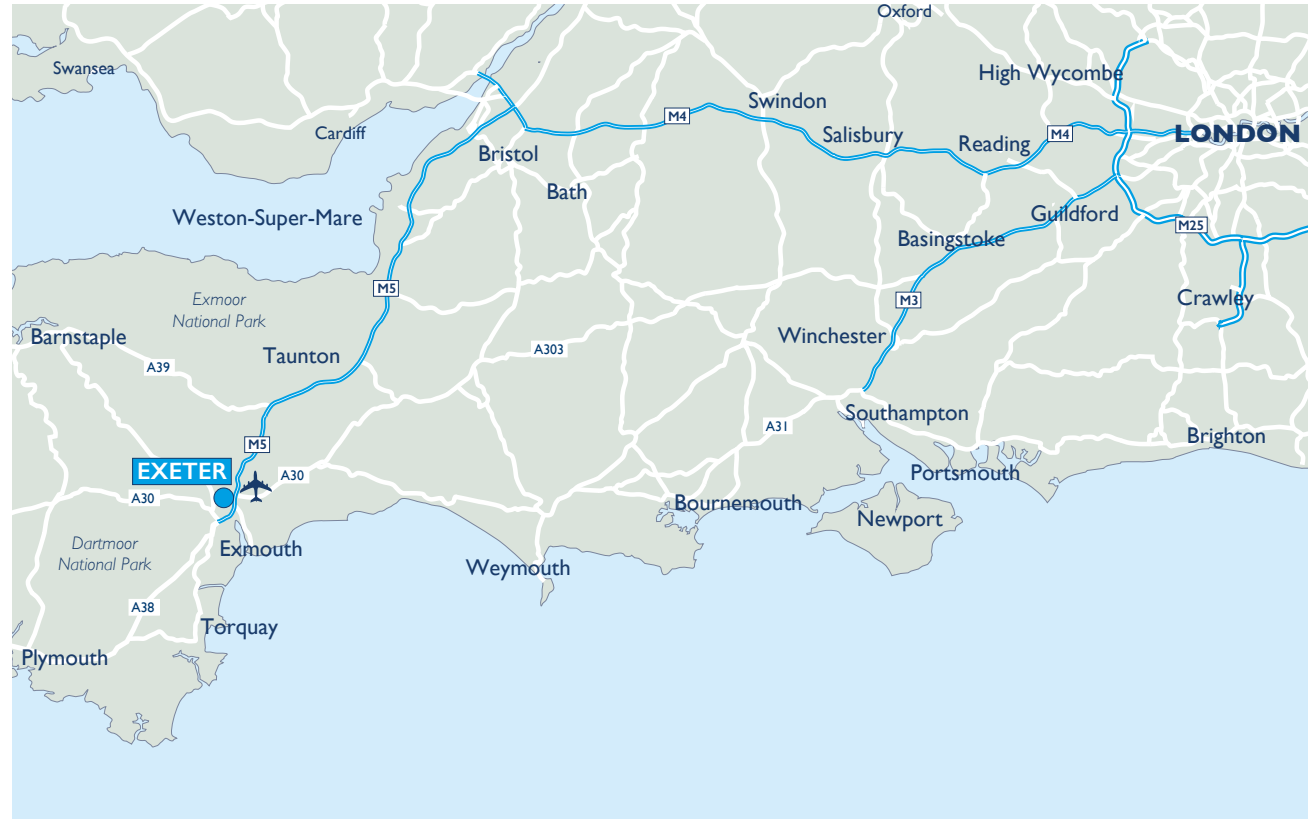 Oxford
Swansea
High Wycombe
Swindon
M4
Cardiff
Salisbury
M4
LONDON
Reading
Bristol
Bath
Weston-Super-Mare
Guildford
M25
Basingstoke
M5
Exmoor
National Park
M3
Crawley
Barnstaple
Winchester
A303
Taunton
A39
Southampton
A31
Brighton
M5
EXETER
A30
Portsmouth
A30
Bournemouth
Newport
Dartmoor
National Park
Exmouth
Weymouth
A38
Torquay
Plymouth